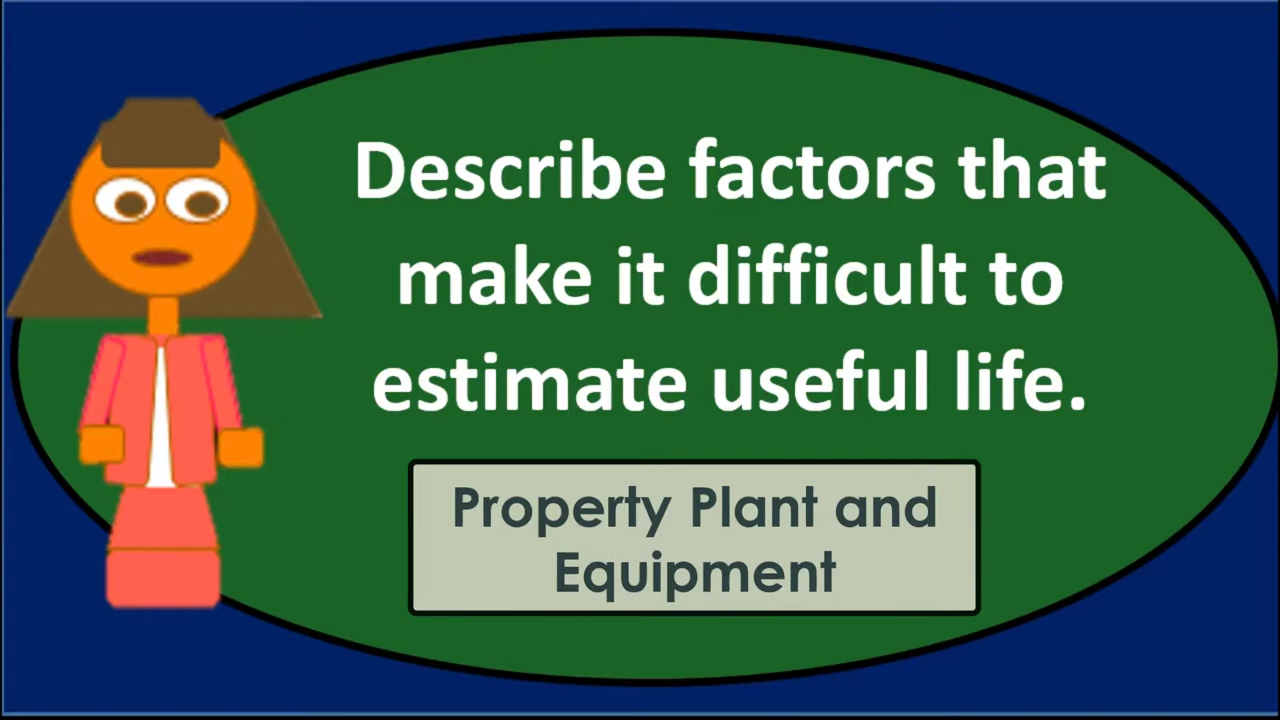 Describe factors that
make it difficult to
estimate useful life.
Property Plant and
Equipment